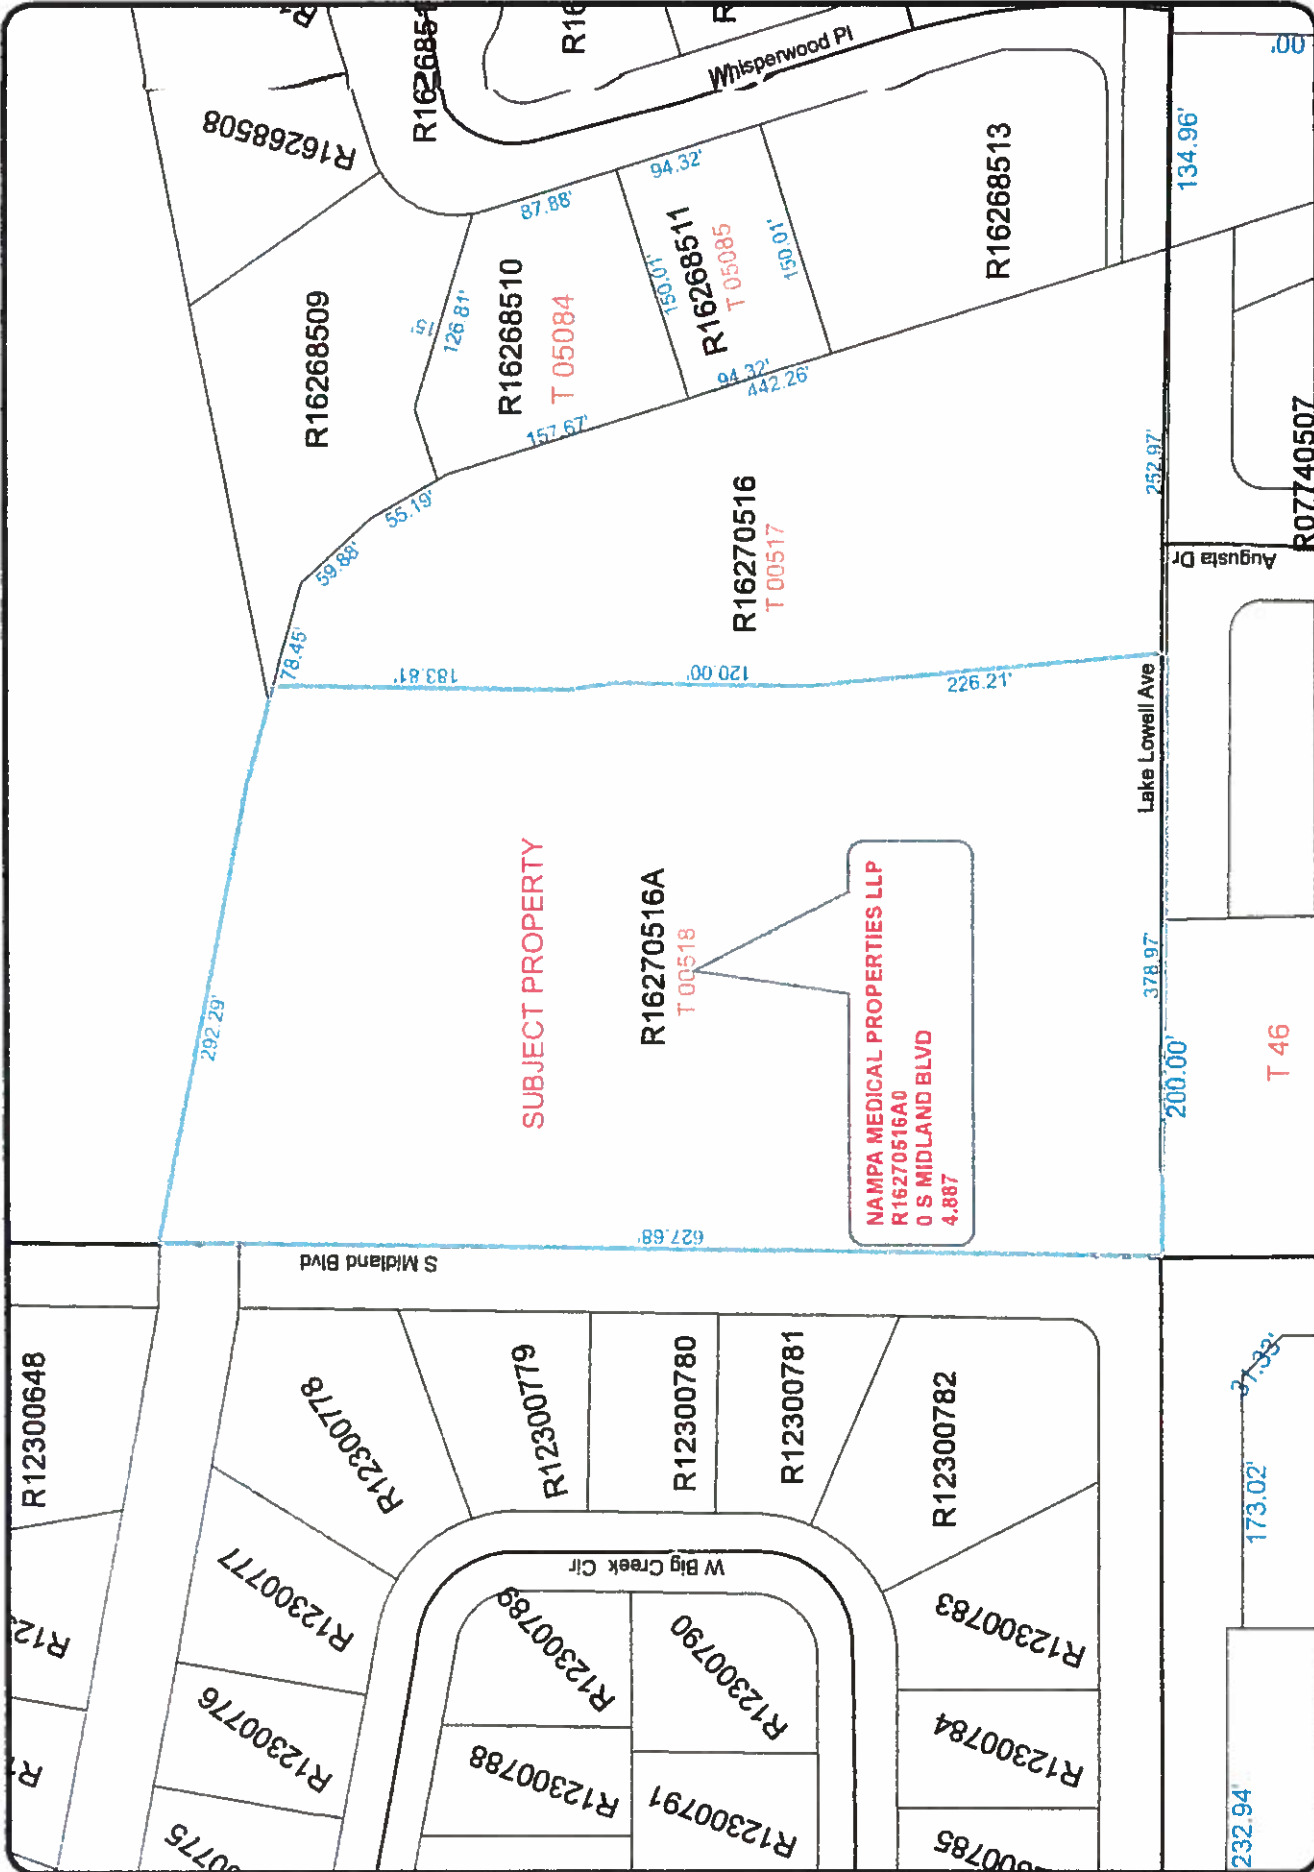 R12300648
R12300778
R12300777
R12300776
R12300779
R12300780
R12300781
R12300782
R12300783
R12300784
R12300788
R12300789
R12300790
R12300791
W Big Creek Cir
S Midland Blvd
627.68'
292.29'
SUBJECT PROPERTY
R16270516A
T 00518
NAMPA MEDICAL PROPERTIES LLP
R16270516A0
0 S MIDLAND BLVD
4.887
183.81'
120.00'
226.21'
Lake Lowell Ave
378.97'
200.00'
T 46
173.02'
37.33'
232.94'
78.45'
59.88'
55.19'
R16270516
T 00517
157.67'
94.32'
442.26'
252.97'
Augusta Dr
R07740507
R16268508
R16268509
15'
126.81'
R16268510
T 05084
87.88'
94.32'
150.01'
R16268511
T 05085
150.01'
R16268513
Whisperwood Pl
134.96'